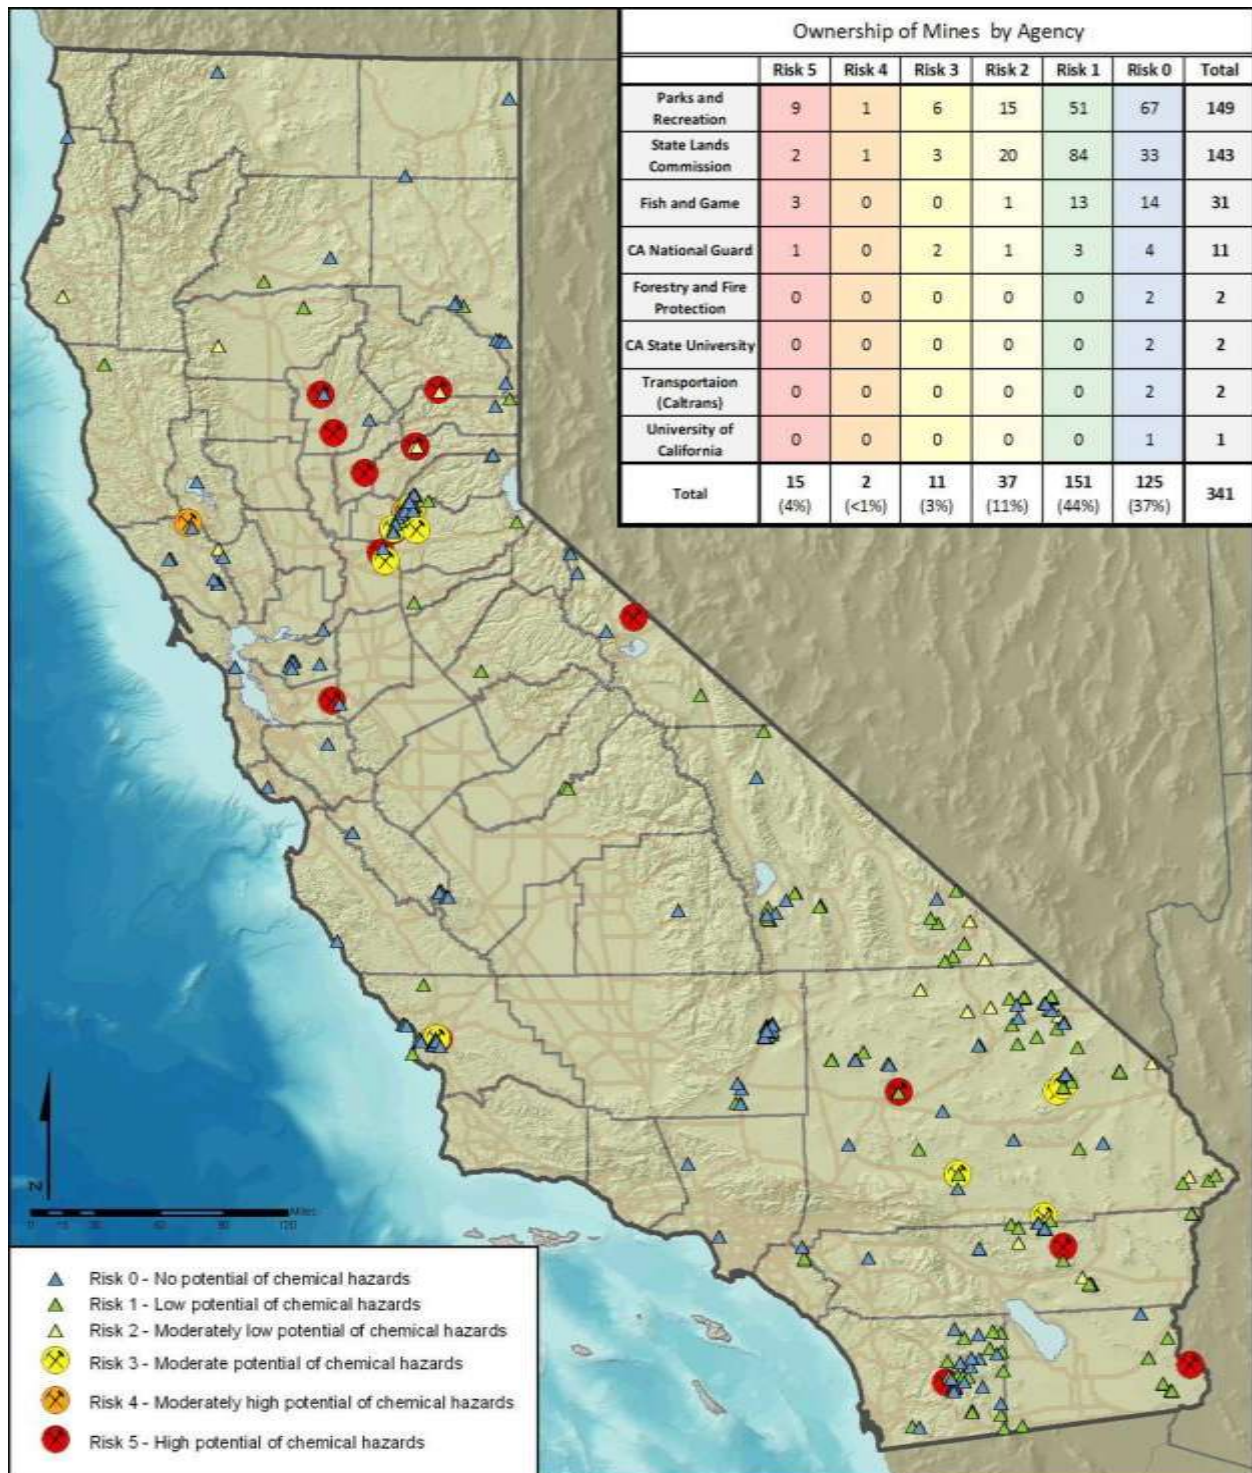 Ownership of Mines by Agency
Risk 5 Risk 4 Risk 3 Risk 2 Risk 1 Risk 0 Total
Parks and
Recreation 9 1 6 15 51 67 149
State Lands
Commission 2 1 3 20 84 33 143
Fish and Game 3 0 0 1 13 14 31
CA National Guard 1 0 2 1 3 4 11
Forestry and Fire
Protection 0 0 0 0 0 2 2
CA State University 0 0 0 0 0 2 2
Transportaion
(Caltrans) 0 0 0 0 0 2 2
University of
California 0 0 0 0 0 1 1
Total 15 2 11 37 151 125 341
(4%) (<1%) (3%) (11%) (44%) (37%)
N
Miles
0 15 30 60 90 120
Risk 0 - No potential of chemical hazards
Risk 1 - Low potential of chemical hazards
Risk 2 - Moderately low potential of chemical hazards
Risk 3 - Moderate potential of chemical hazards
Risk 4 - Moderately high potential of chemical hazards
Risk 5 - High potential of chemical hazards